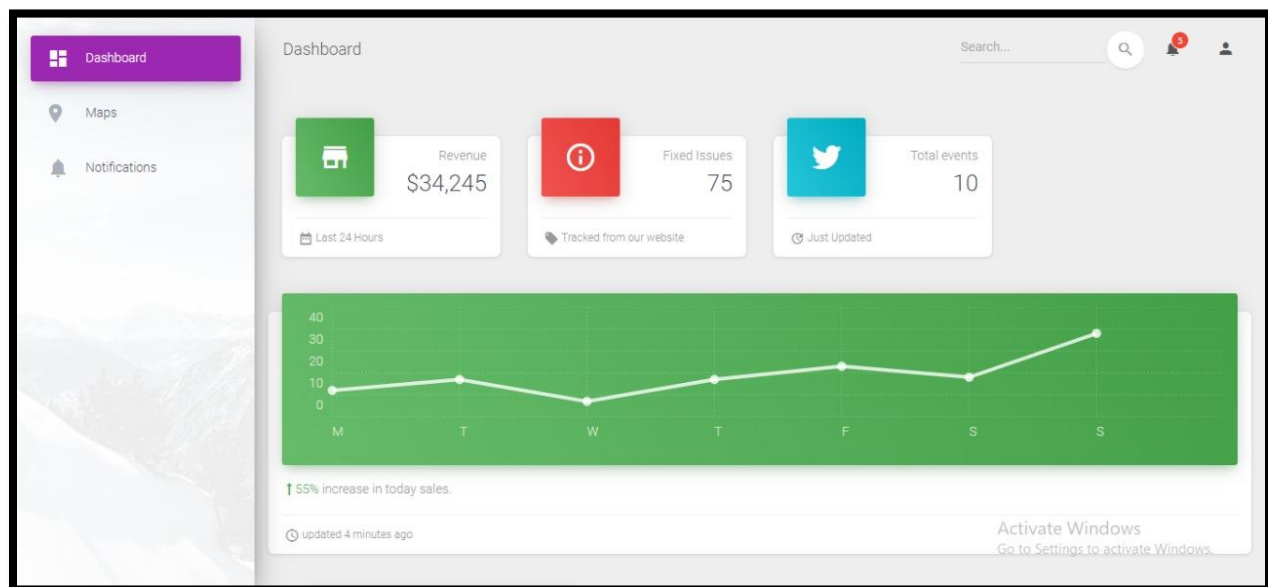 Dashboard
Maps
Notifications
Dashboard
Search...
5
Revenue
$34,245
Last 24 Hours
Fixed Issues
75
Tracked from our website
Total events
10
Just Updated
40
30
20
10
0
M T W T F S S
55% increase in today sales.
updated 4 minutes ago
Activate Windows
Go to Settings to activate Windows.